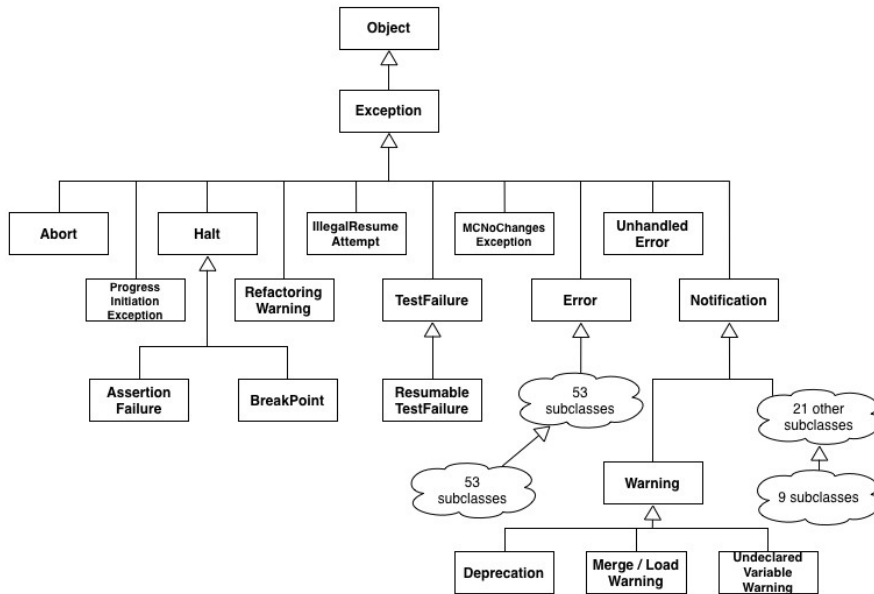 Object
Exception
Abort
Halt
IllegalResume
Attempt
MCNoChanges
Exception
Unhandled
Error
Progress
Initiation
Exception
Refactoring
Warning
TestFailure
Error
Notification
Assertion
Failure
BreakPoint
Resumable
TestFailure
53
subclasses
21 other
subclasses
53
subclasses
Warning
9 subclasses
Deprecation
Merge / Load
Warning
Undeclared
Variable
Warning